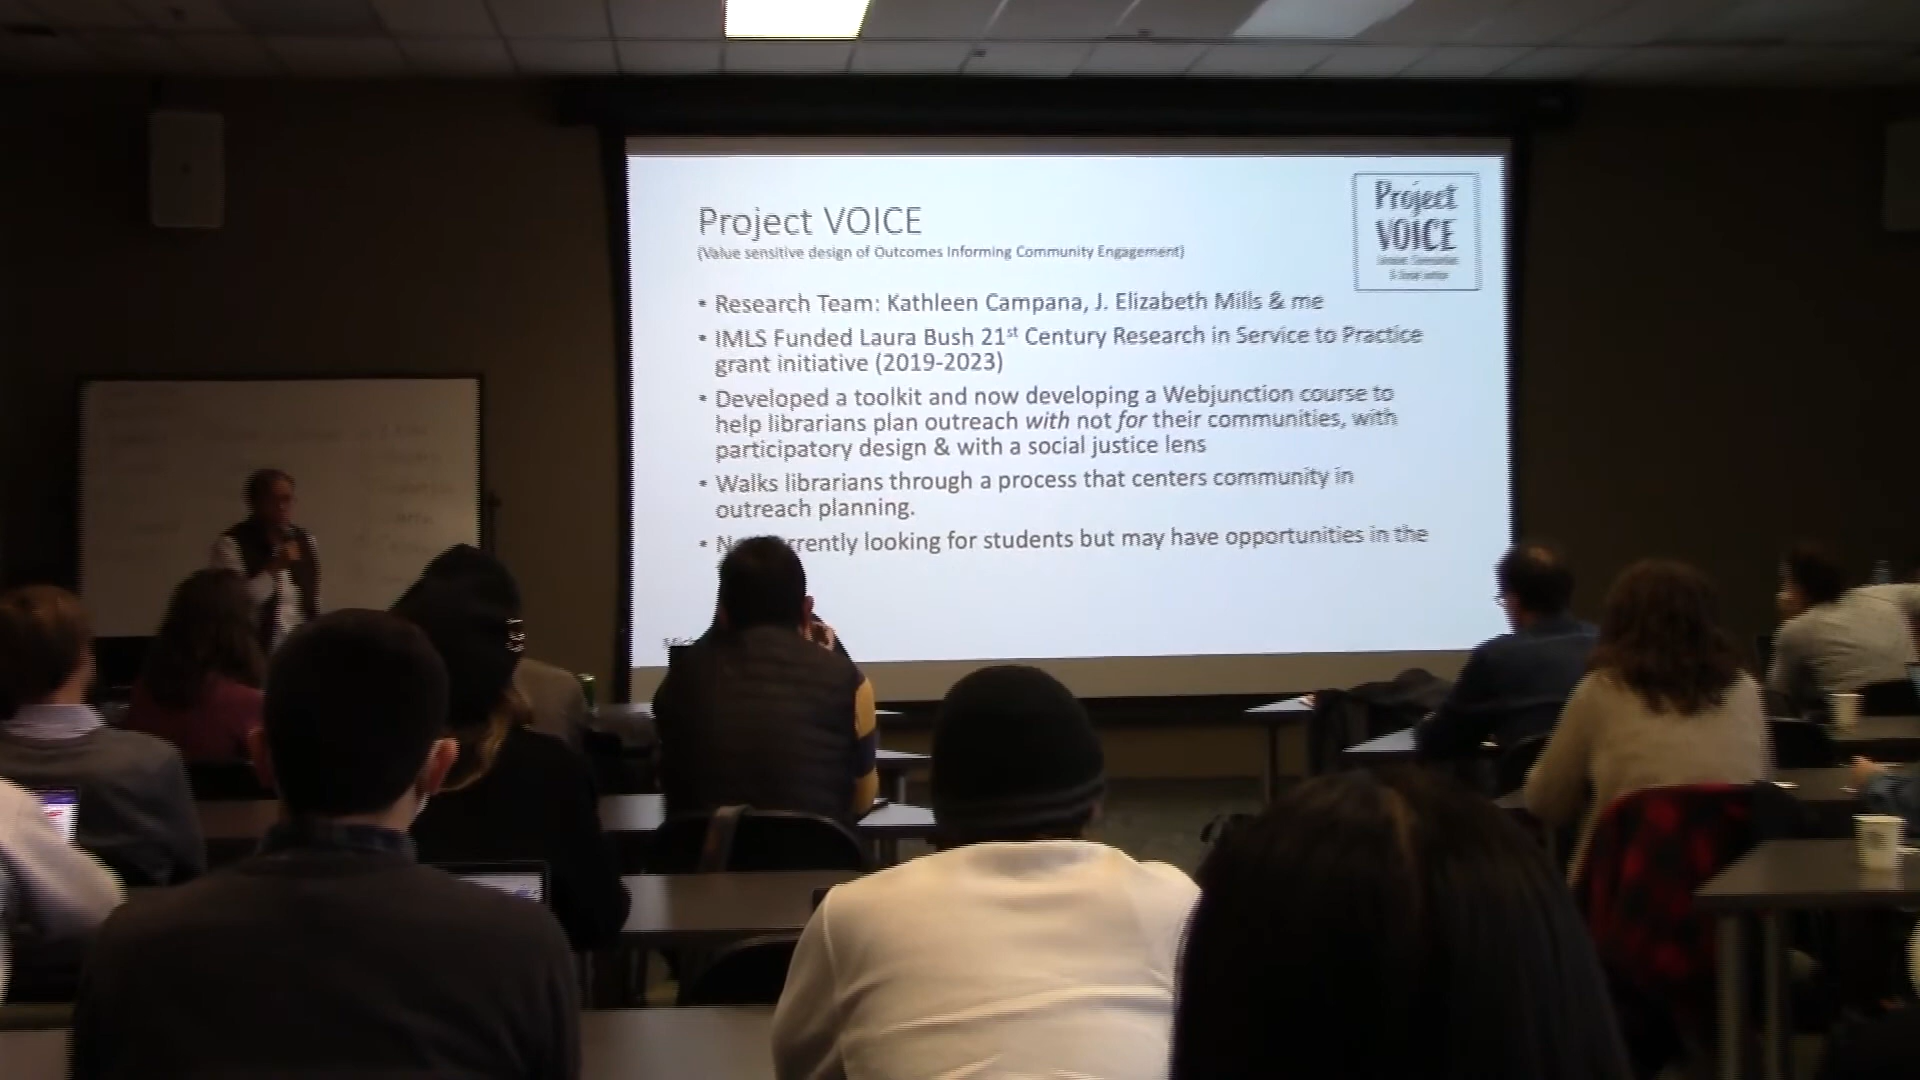 Project VOICE
(Value sensitive design of Outcomes Informing Community Engagement)
Project
VOICE
• Research Team: Kathleen Campana, J. Elizabeth Mills & me
• IMLS Funded Laura Bush 21st Century Research in Service to Practice
grant initiative (2019-2023)
• Developed a toolkit and now developing a Webjunction course to
help librarians plan outreach with not for their communities, with
participatory design & with a social justice lens
• Walks librarians through a process that centers community in
outreach planning.
• looking for students but may have opportunities in the